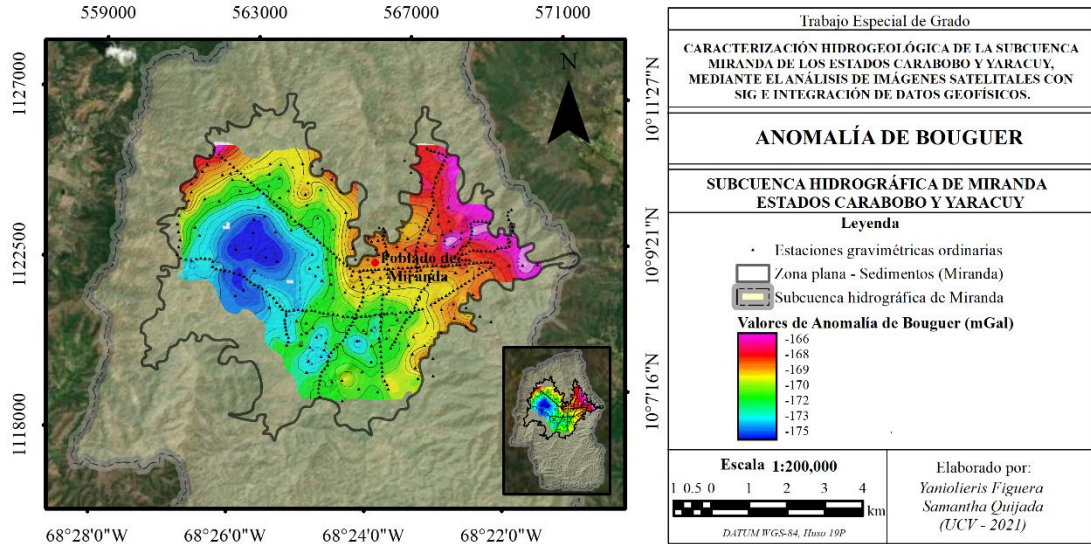 559000 563000 567000 571000
1127000
1122500
1118000
10°11'27"N
10°9'21"N
10°7'16"N
68°28'0"W 68°26'0"W 68°24'0"W 68°22'0"W
N
Poblado de
Miranda
Trabajo Especial de Grado
CARACTERIZACIÓN HIDROGEOLÓGICA DE LA SUBCUENCA
MIRANDA DE LOS ESTADOS CARABOBO Y YARACUY,
MEDIANTE EL ANÁLISIS DE IMÁGENES SATELITALES CON
SIG E INTEGRACIÓN DE DATOS GEOFÍSICOS.
ANOMALÍA DE BOUGUER
SUBCUENCA HIDROGRÁFICA DE MIRANDA
ESTADOS CARABOBO Y YARACUY
Leyenda
Estaciones gravimétricas ordinarias
Zona plana - Sedimentos (Miranda)
Subcuenca hidrográfica de Miranda
Valores de Anomalía de Bouguer (mGal)
-166
-168
-169
-170
-172
-173
-175
Escala 1:200,000
1 0.5 0 1 2 3 4
km
DATUM WGS-84, Huso 19P
Elaborado por:
Yaniolieris Figuera
Samantha Quijada
(UCV - 2021)